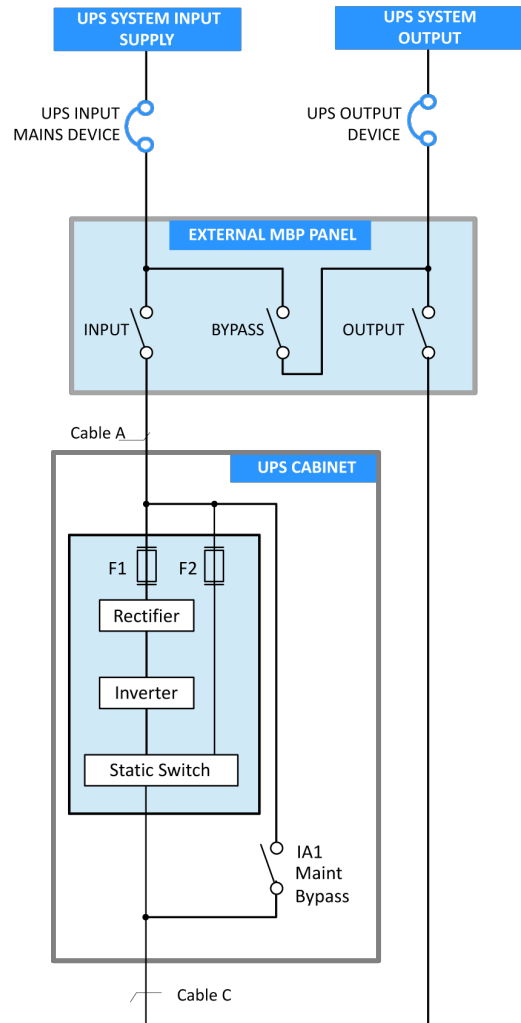 UPS SYSTEM INPUT
SUPPLY
UPS SYSTEM
OUTPUT
UPS INPUT
MAINS DEVICE
UPS OUTPUT
DEVICE
EXTERNAL MBP PANEL
INPUT
BYPASS
OUTPUT
Cable A
UPS CABINET
F1
F2
Rectifier
Inverter
Static Switch
IA1
Maint
Bypass
Cable C